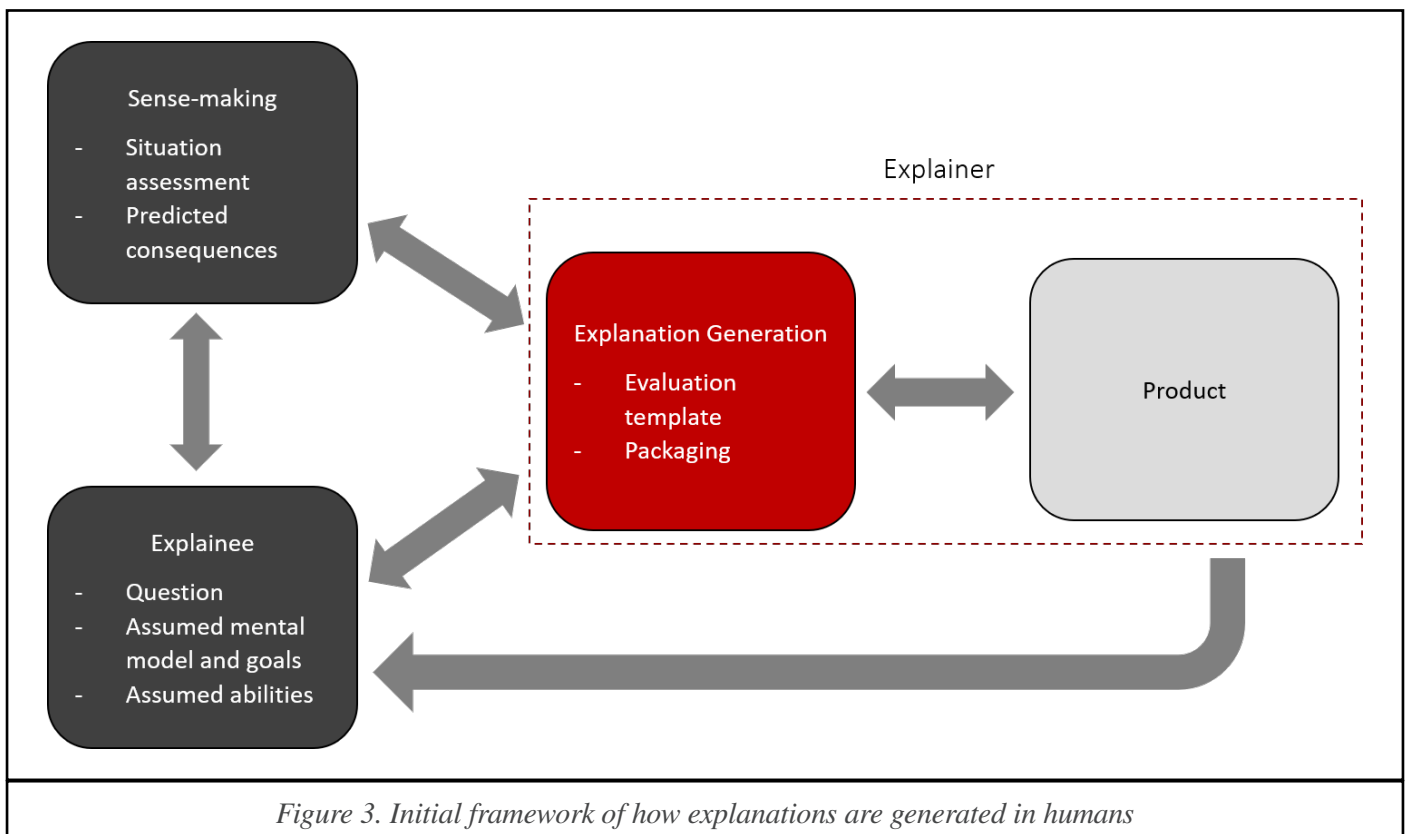 Sense-making
- Situation
assessment
- Predicted
consequences
Explainer
Explanation Generation
- Evaluation
template
- Packaging
Product
Explainee
- Question
- Assumed mental
model and goals
- Assumed abilities
Figure 3. Initial framework of how explanations are generated in humans